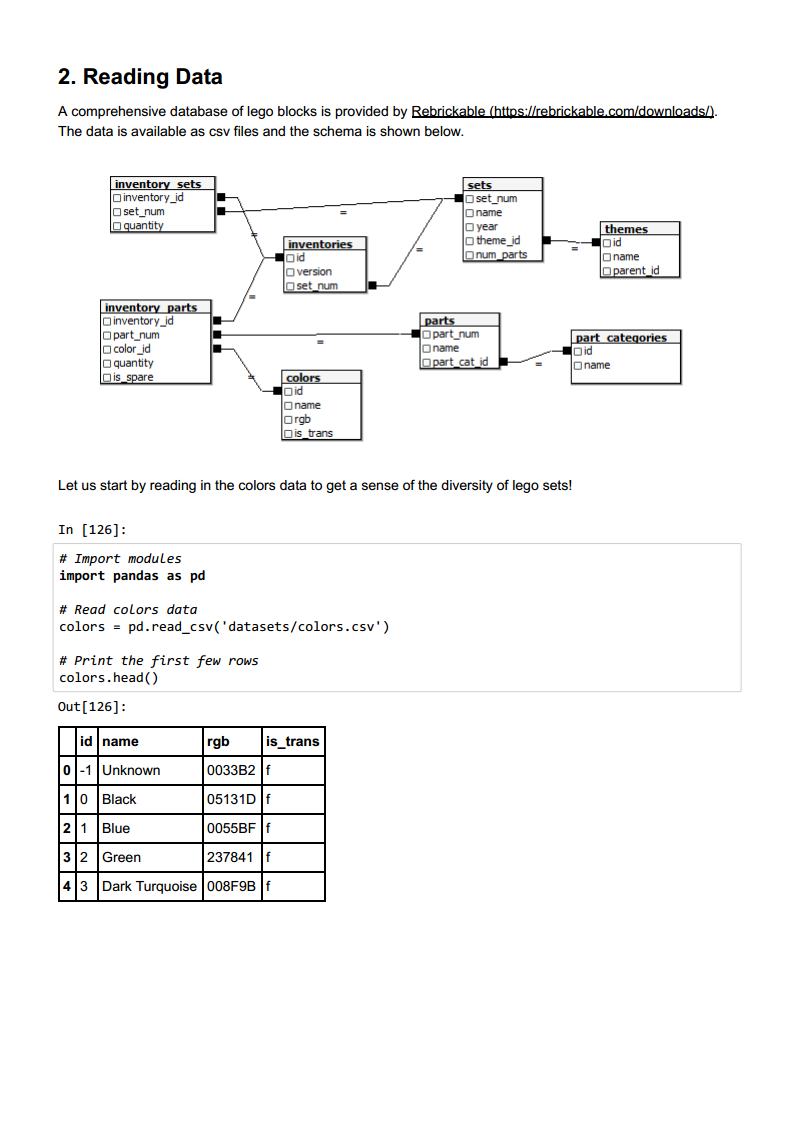 2. Reading Data
A comprehensive database of lego blocks is provided by Rebrickable (https://rebrickable.com/downloads/).
The data is available as csv files and the schema is shown below.
inventory_sets
inventory_id
set_num
quantity
inventories
id
version
set_num
sets
set_num
name
year
theme_id
num_parts
themes
id
name
parent_id
inventory_parts
inventory_id
part_num
color_id
quantity
is_spare
colors
id
name
rgb
is_trans
parts
part_num
name
part_cat_id
part_categories
id
name
=
=
=
=
=
=
=
=
Let us start by reading in the colors data to get a sense of the diversity of lego sets!
In [126]:
# Import modules
import pandas as pd
# Read colors data
colors = pd.read_csv('datasets/colors.csv')
# Print the first few rows
colors.head()
Out[126]:
id name rgb is_trans
0 -1 Unknown 0033B2 f
1 0 Black 05131D f
2 1 Blue 0055BF f
3 2 Green 237841 f
4 3 Dark Turquoise 008F9B f